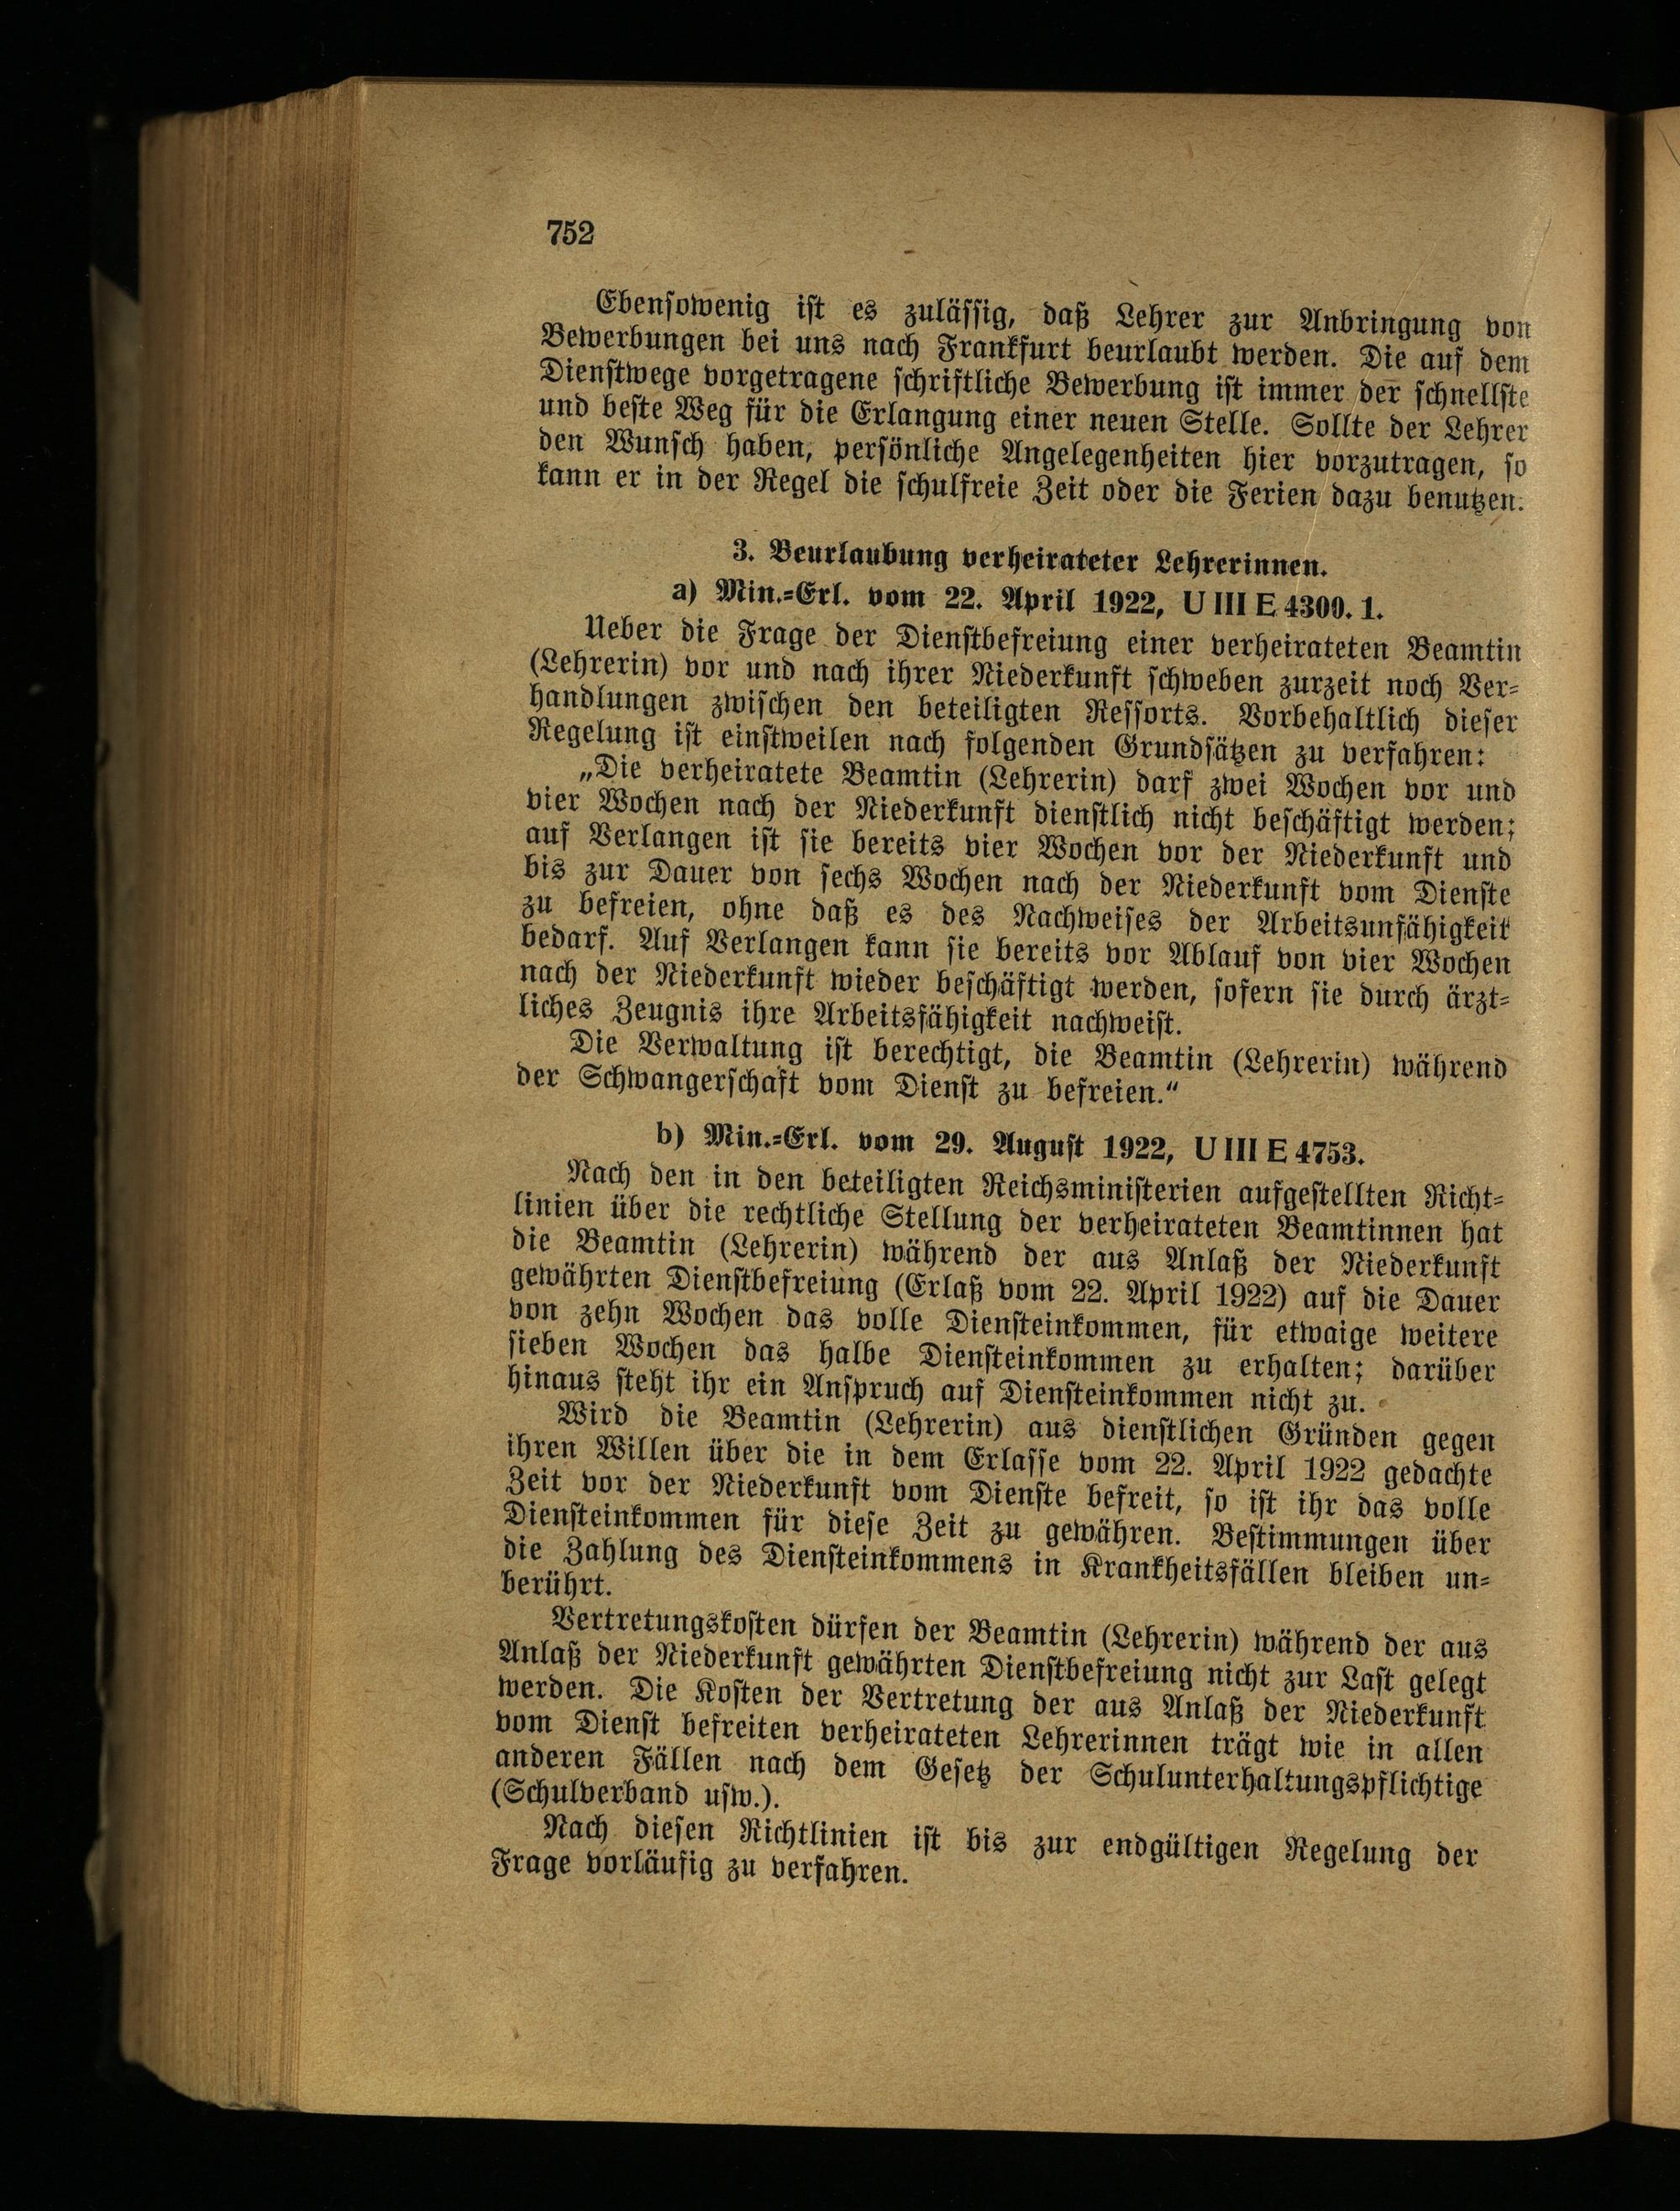 752
Ebensowenig ist es zulässig, daß Lehrer zur Anbringung von
Bewerbungen bei uns nach Frankfurt beurlaubt werden. Die auf dem
Dienstwege vorgetragene schriftliche Bewerbung ist immer der schnellste
und beste Weg für die Erlangung einer neuen Stelle. Sollte der Lehrer
den Wunsch haben, persönliche Angelegenheiten hier vorzutragen, so
kann er in der Regel die schulfreie Zeit oder die Ferien dazu benutzen.
3. Beurlaubung verheirateter Lehrerinnen.
a) Min.=Erl. vom 22. April 1922, U III E 4300. 1.
Ueber die Frage der Dienstbefreiung einer verheirateten Beamtin
(Lehrerin) vor und nach ihrer Niederkunft schweben zurzeit noch Ver=
handlungen zwischen den beteiligten Ressorts. Vorbehaltlich dieser
Regelung ist einstweilen nach folgenden Grundsätzen zu verfahren:
„Die verheiratete Beamtin (Lehrerin) darf zwei Wochen vor und
vier Wochen nach der Niederkunft dienstlich nicht beschäftigt werden;
auf Verlangen ist sie bereits vier Wochen vor der Niederkunft und
bis zur Dauer von sechs Wochen nach der Niederkunft vom Dienste
zu befreien, ohne daß es des Nachweises der Arbeitsunfähigkeit
bedarf. Auf Verlangen kann sie bereits vor Ablauf von vier Wochen
nach der Niederkunft wieder beschäftigt werden, sofern sie durch ärzt=
liches Zeugnis ihre Arbeitsfähigkeit nachweist.
Die Verwaltung ist berechtigt, die Beamtin (Lehrerin) während
der Schwangerschaft vom Dienst zu befreien.“
b) Min.=Erl. vom 29. August 1922, U III E 4753.
Nach den in den beteiligten Reichsministerien aufgestellten Richt=
linien über die rechtliche Stellung der verheirateten Beamtinnen hat
die Beamtin (Lehrerin) während der aus Anlaß der Niederkunft
gewährten Dienstbefreiung (Erlaß vom 22. April 1922) auf die Dauer
von zehn Wochen das volle Diensteinkommen, für etwaige weitere
sieben Wochen das halbe Diensteinkommen zu erhalten; darüber
hinaus steht ihr ein Anspruch auf Diensteinkommen nicht zu.
Wird die Beamtin (Lehrerin) aus dienstlichen Gründen gegen
ihren Willen über die in dem Erlasse vom 22. April 1922 gedachte
Zeit vor der Niederkunft vom Dienste befreit, so ist ihr das volle
Diensteinkommen für diese Zeit zu gewähren. Bestimmungen über
die Zahlung des Diensteinkommens in Krankheitsfällen bleiben un=
berührt.
Vertretungskosten dürfen der Beamtin (Lehrerin) während der aus
Anlaß der Niederkunft gewährten Dienstbefreiung nicht zur Last gelegt
werden. Die Kosten der Vertretung der aus Anlaß der Niederkunft
vom Dienst befreiten verheirateten Lehrerinnen trägt wie in allen
anderen Fällen nach dem Gesetz der Schulunterhaltungspflichtige
(Schulverband usw.).
Nach diesen Richtlinien ist bis zur endgültigen Regelung der
Frage vorläufig zu verfahren.